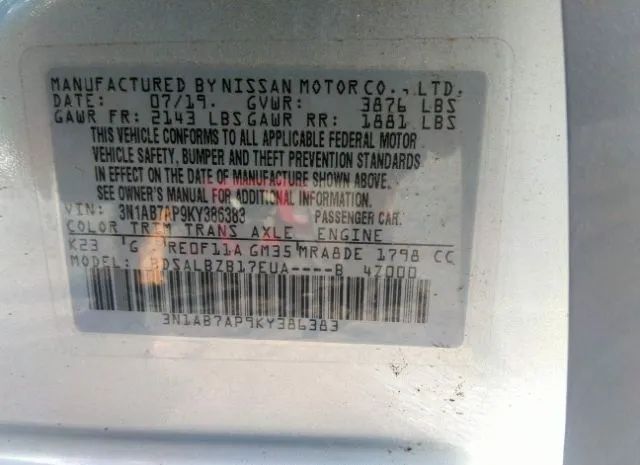 MANUFACTURED BY NISSAN MOTOR CO., LTD.
DATE: 07/19. GVWR: 3876 LBS
GAWR FR: 2143 LBS GAWR RR: 1881 LBS
THIS VEHICLE CONFORMS TO ALL APPLICABLE FEDERAL MOTOR
VEHICLE SAFETY, BUMPER AND THEFT PREVENTION STANDARDS
IN EFFECT ON THE DATE OF MANUFACTURE SHOWN ABOVE.
SEE OWNER'S MANUAL FOR ADDITIONAL INFORMATION.
VIN: 3N1AB7AP9KY386383 PASSENGER CAR.
COLOR TRIM TRANS AXLE ENGINE
K23 G RE0F11A GM35 MRA8DE 1798 CC
MODEL: BDSALBZB17EUA----B 47000
3N1AB7AP9KY386383